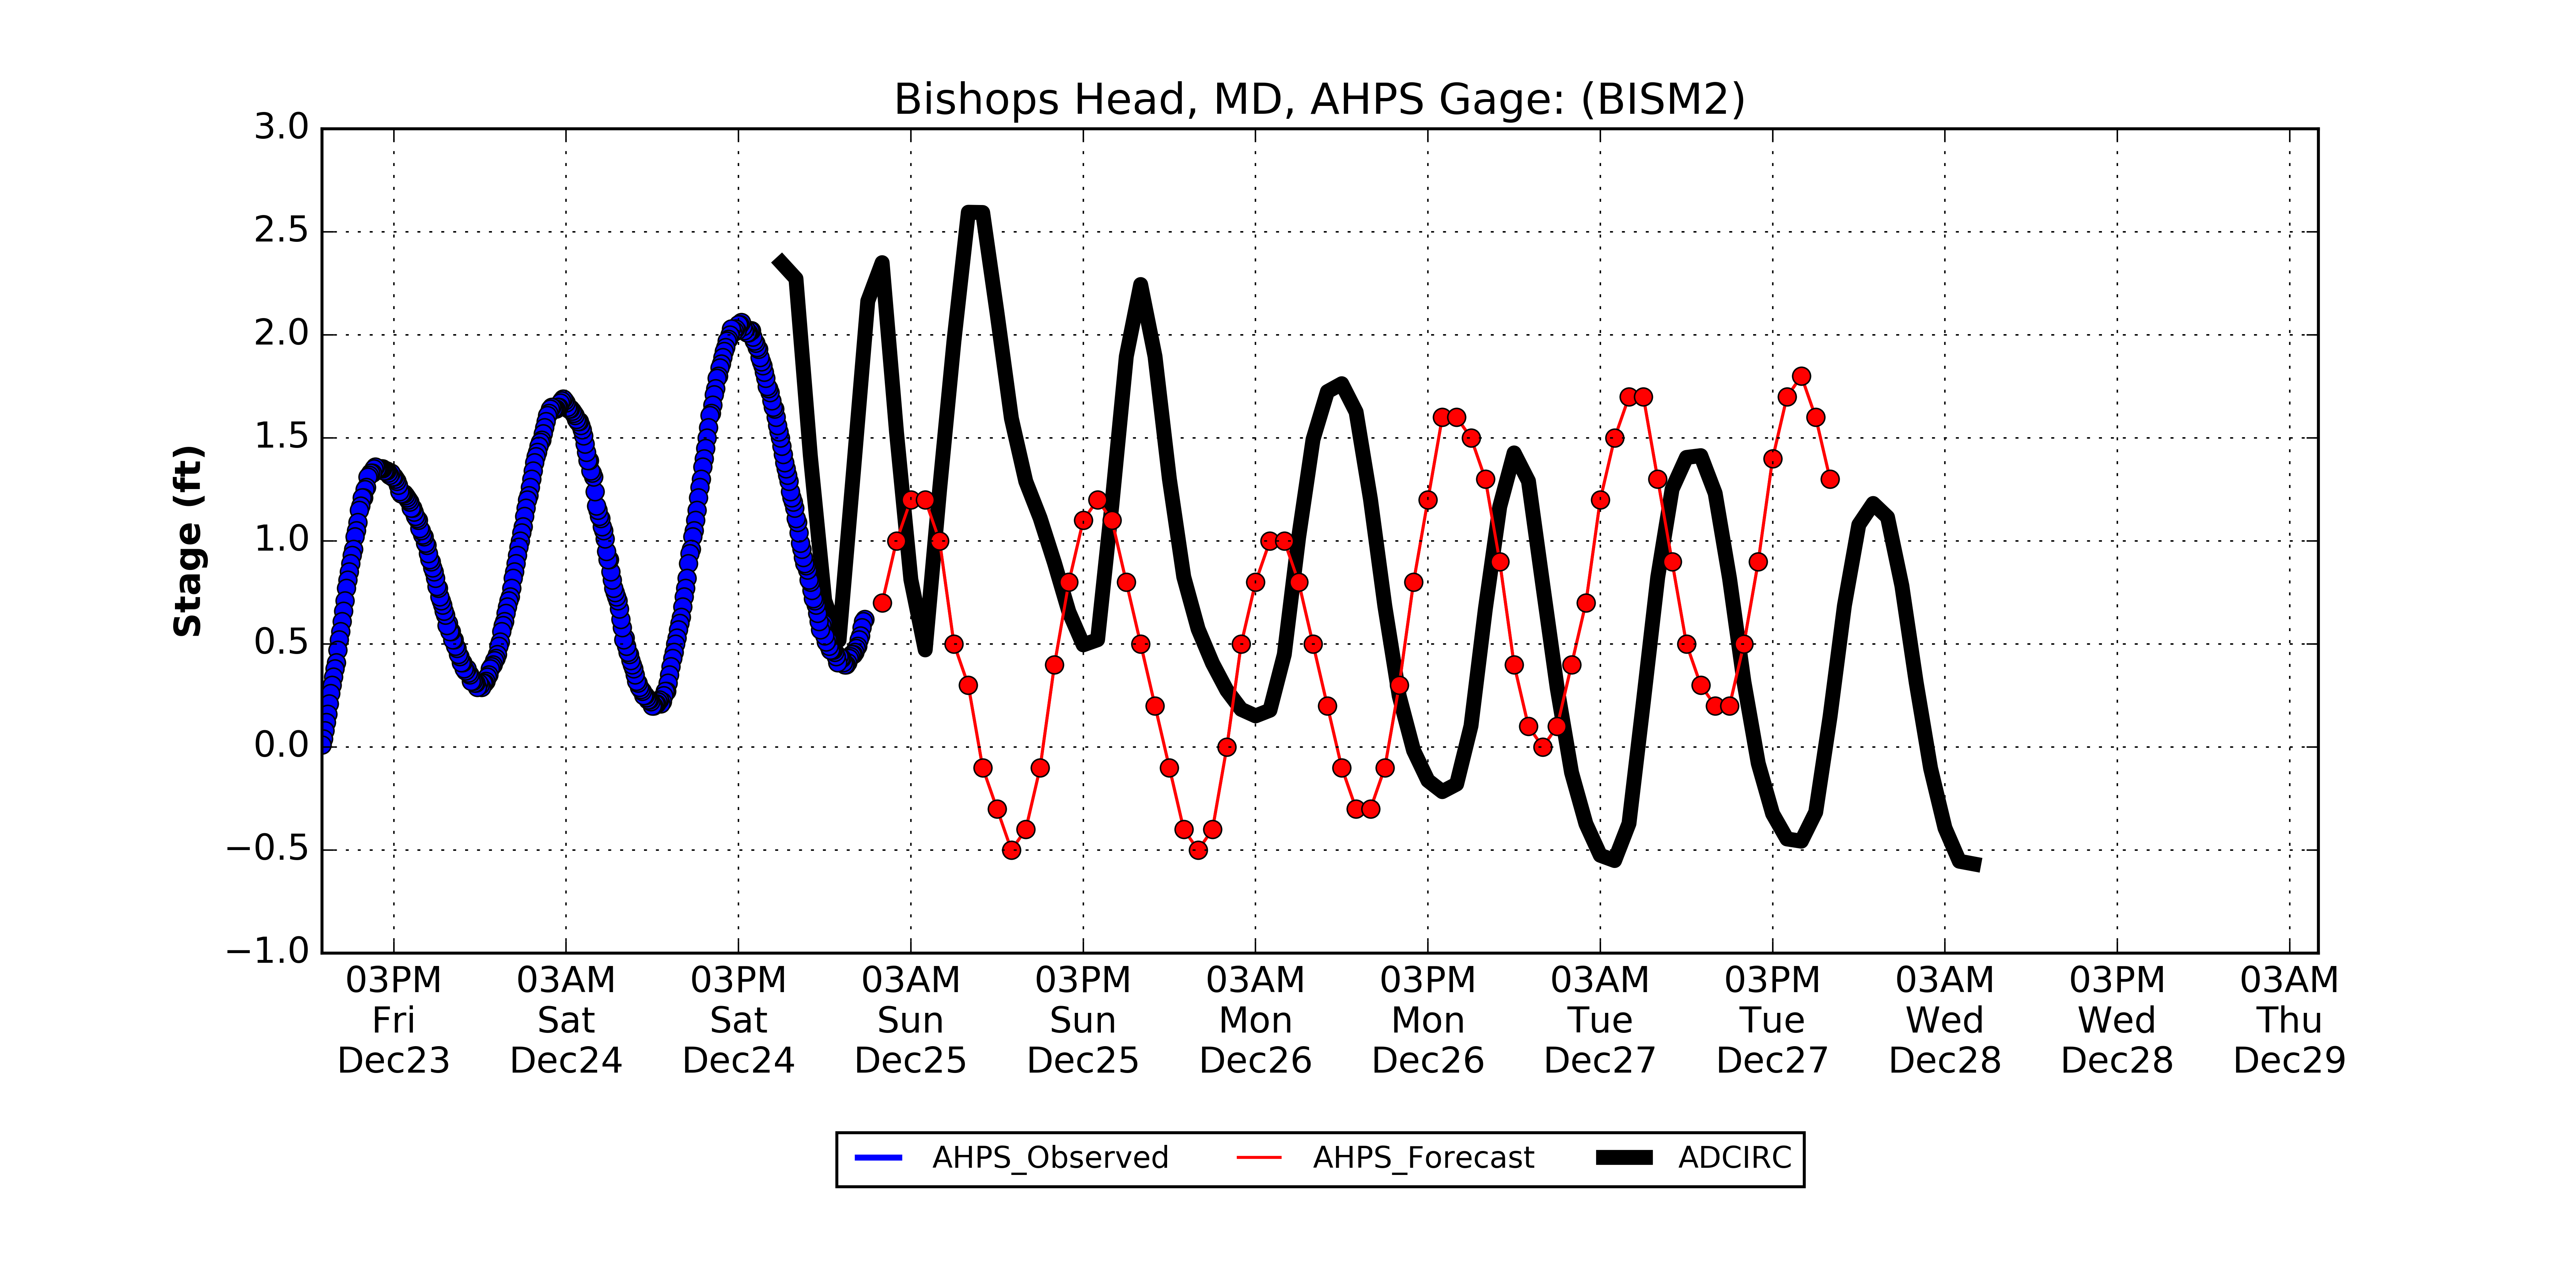 Bishops Head, MD, AHPS Gage: (BISM2)
3.0
2.5
2.0
1.5
1.0
0.5
0.0
−0.5
−1.0
Stage (ft)
03PM 03AM 03PM 03AM 03PM 03AM 03PM 03AM 03PM 03AM 03PM 03AM
Fri Sat Sat Sun Sun Mon Mon Tue Tue Wed Wed Thu
Dec23 Dec24 Dec24 Dec25 Dec25 Dec26 Dec26 Dec27 Dec27 Dec28 Dec28 Dec29
AHPS_Observed AHPS_Forecast ADCIRC